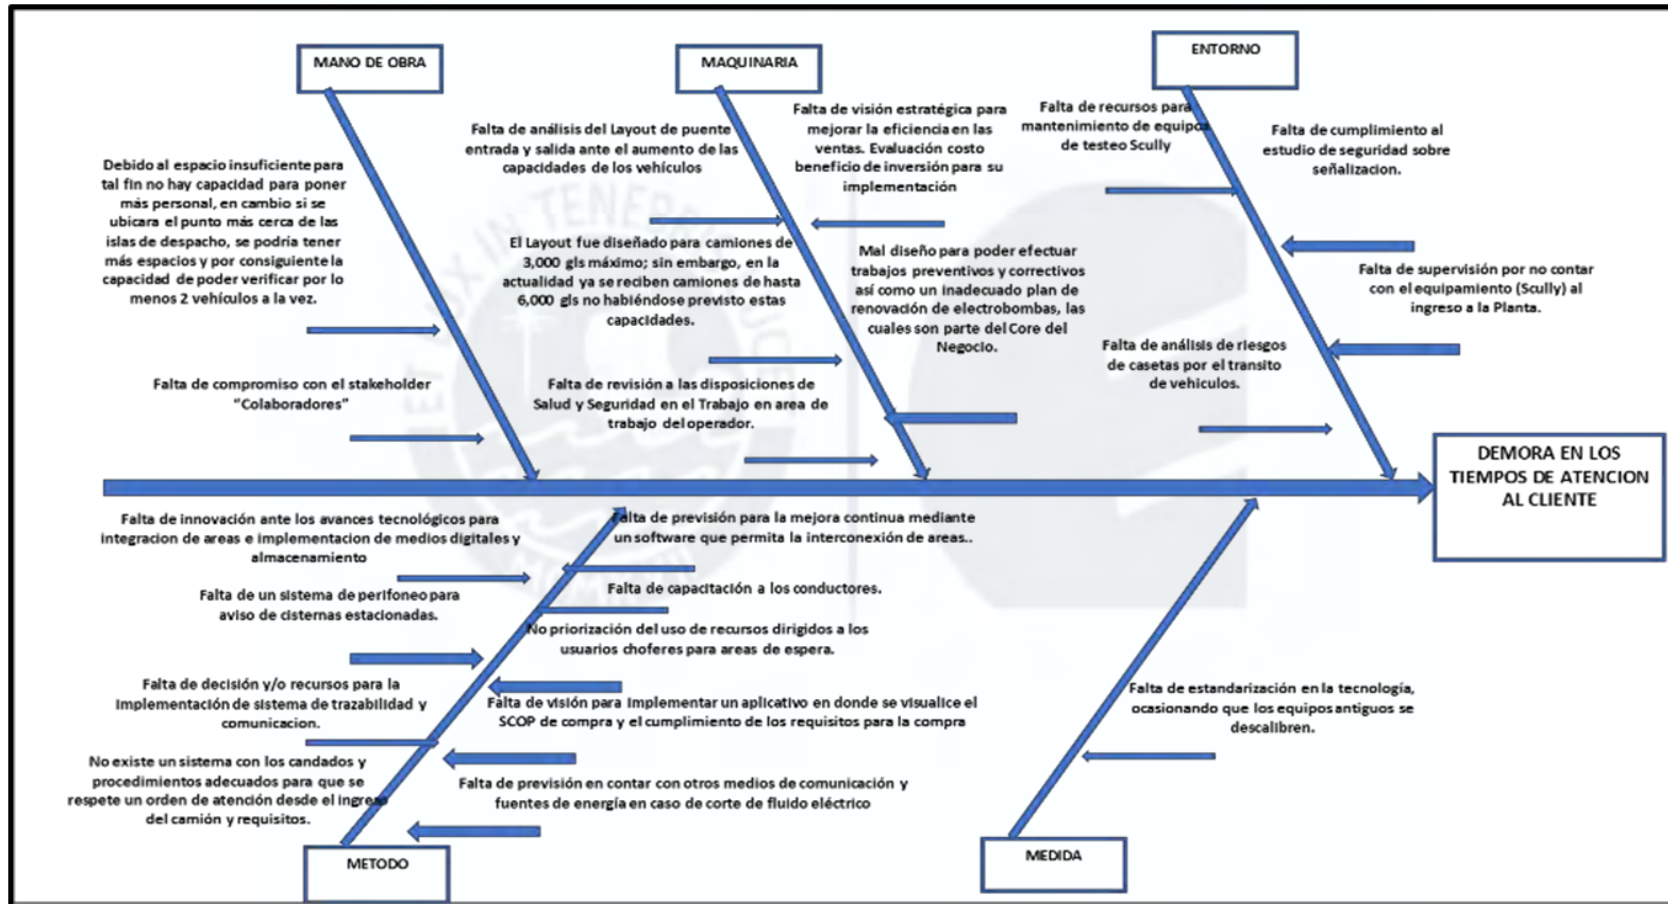 MANO DE OBRA
MAQUINARIA
ENTORNO
Debido al espacio insuficiente para
tal fin no hay capacidad para poner
más personal, en cambio si se
ubicara el punto más cerca de las
islas de despacho, se podría tener
más espacios y por consiguiente la
capacidad de poder verificar por lo
menos 2 vehículos a la vez.
Falta de compromiso con el stakeholder
"Colaboradores"
Falta de análisis del Layout de puente
entrada y salida ante el aumento de las
capacidades de los vehículos
El Layout fue diseñado para camiones de
3,000 gls máximo; sin embargo, en la
actualidad ya se reciben camiones de hasta
6,000 gls no habiéndose previsto estas
capacidades.
Falta de revisión a las disposiciones de
Salud y Seguridad en el Trabajo en area de
trabajo del operador.
Falta de visión estratégica para
mejorar la eficiencia en las
ventas. Evaluación costo
beneficio de inversión para su
implementación
Mal diseño para poder efectuar
trabajos preventivos y correctivos
así como un inadecuado plan de
renovación de electrobombas, las
cuales son parte del Core del
Negocio.
Falta de recursos para
mantenimiento de equipos
de testeo Scully
Falta de análisis de riesgos
de casetas por el transito
de vehiculos.
Falta de cumplimiento al
estudio de seguridad sobre
señalizacion.
Falta de supervisión por no contar
con el equipamiento (Scully) al
ingreso a la Planta.
DEMORA EN LOS
TIEMPOS DE ATENCION
AL CLIENTE
Falta de innovación ante los avances tecnológicos para
integracion de areas e implementacion de medios digitales y
almacenamiento
Falta de un sistema de perifoneo para
aviso de cisternas estacionadas.
Falta de decisión y/o recursos para la
Implementación de sistema de trazabilidad y
comunicacion.
No existe un sistema con los candados y
procedimientos adecuados para que se
respete un orden de atención desde el ingreso
del camión y requisitos.
Falta de previsión para la mejora continua mediante
un software que permita la interconexión de areas..
Falta de capacitación a los conductores.
No priorización del uso de recursos dirigidos a los
usuarios choferes para areas de espera.
Falta de visión para Implementar un aplicativo en donde se visualice el
SCOP de compra y el cumplimiento de los requisitos para la compra
Falta de previsión en contar con otros medios de comunicación y
fuentes de energía en caso de corte de fluido eléctrico
Falta de estandarización en la tecnología,
ocasionando que los equipos antiguos se
descalibren.
METODO
MEDIDA